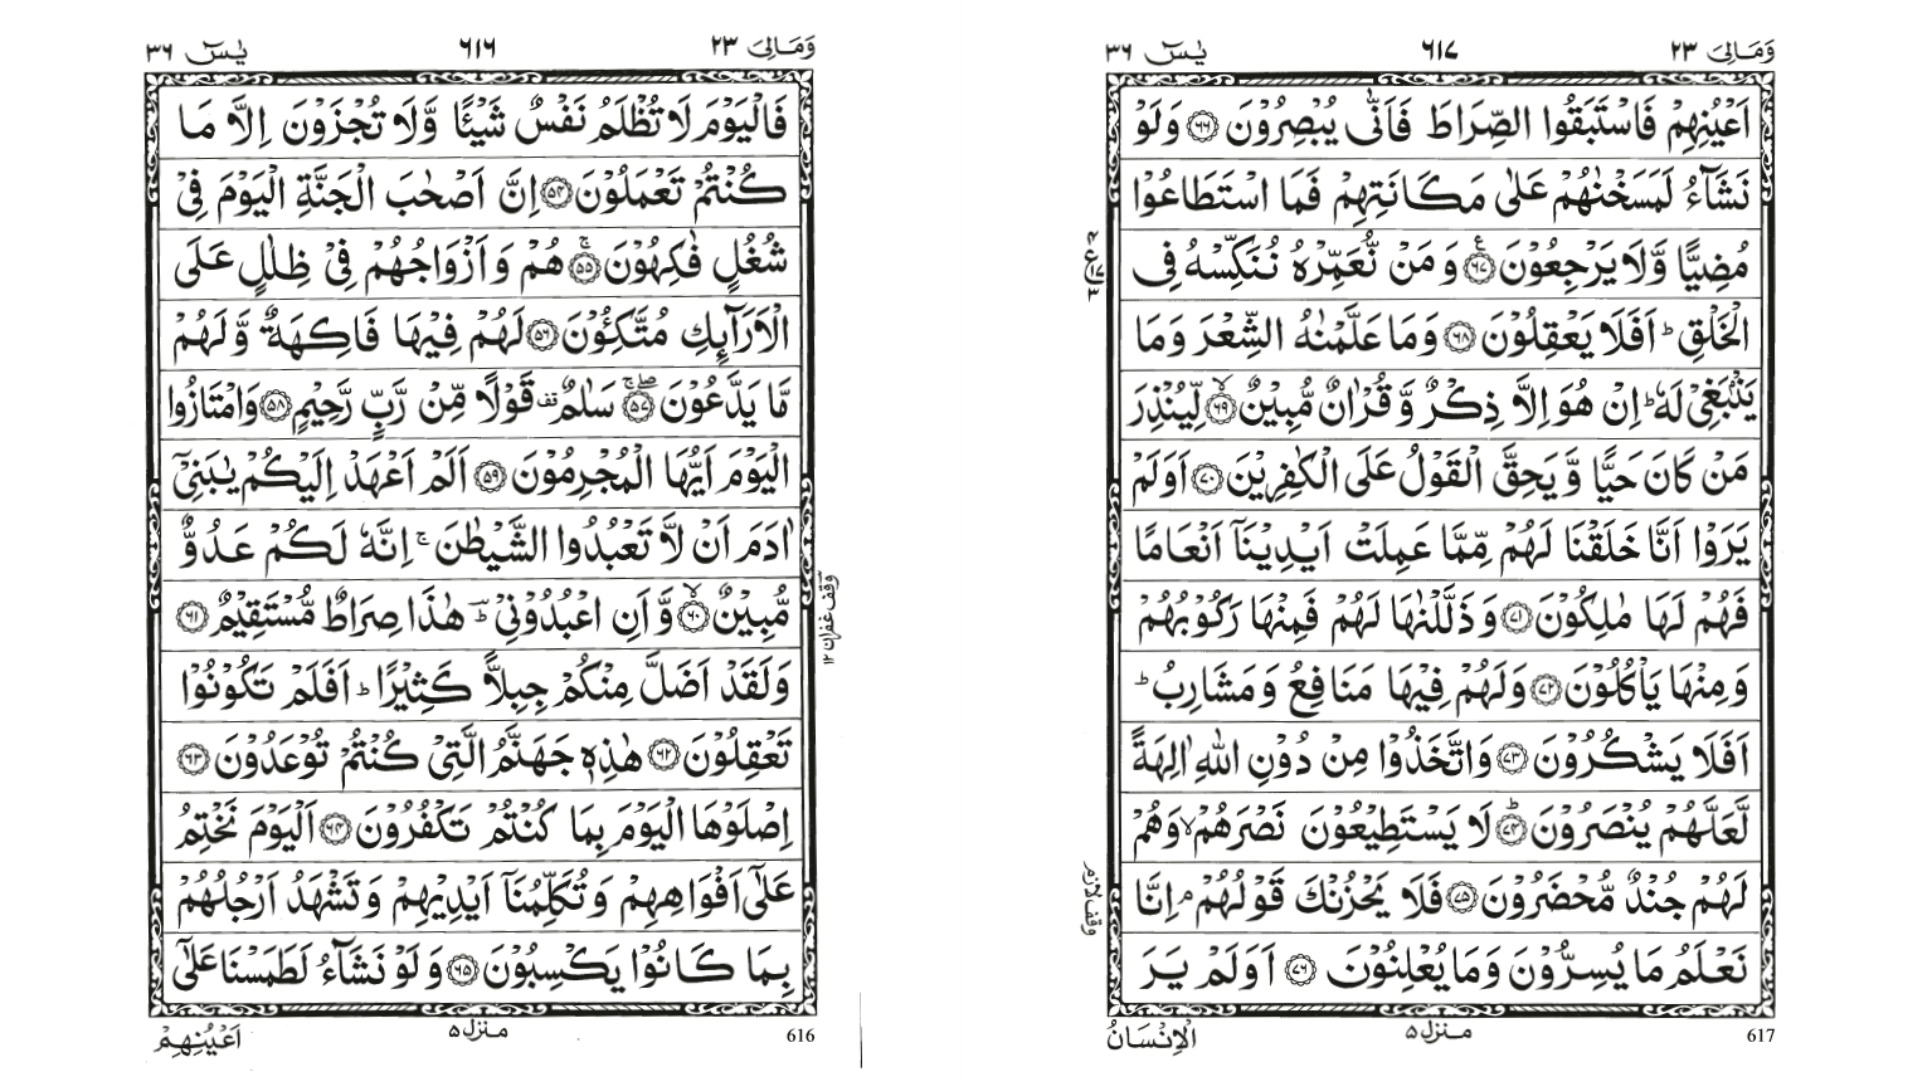 وَمَالِیَ ٢٣
٦١٦
یٰسٓ ٣٦
فَالْیَوْمَ لَا تُظْلَمُ نَفْسٌ شَیْئًا وَّلَا تُجْزَوْنَ اِلَّا مَا
كُنْتُمْ تَعْمَلُوْنَ ﴿٥٤﴾ اِنَّ اَصْحٰبَ الْجَنَّةِ الْیَوْمَ فِیْ
شُغُلٍ فٰكِهُوْنَ ۚ﴿٥٥﴾ هُمْ وَاَزْوَاجُهُمْ فِیْ ظِلٰلٍ عَلَی
الْاَرَآىِٕكِ مُتَّكِـُٔوْنَ ﴿٥٦﴾ لَهُمْ فِیْهَا فَاكِهَةٌ وَّلَهُمْ
مَّا یَدَّعُوْنَ ۚۖ﴿٥٧﴾ سَلٰمٌ قف قَوْلًا مِّنْ رَّبٍّ رَّحِیْمٍ ﴿٥٨﴾ وَامْتَازُوا
الْیَوْمَ اَیُّهَا الْمُجْرِمُوْنَ ﴿٥٩﴾ اَلَمْ اَعْهَدْ اِلَیْكُمْ یٰبَنِیْۤ
اٰدَمَ اَنْ لَّا تَعْبُدُوا الشَّیْطٰنَ ۚ اِنَّهٗ لَكُمْ عَدُوٌّ
مُّبِیْنٌ ۙ﴿٦٠﴾ وَّاَنِ اعْبُدُوْنِیْ ؔؕ هٰذَا صِرَاطٌ مُّسْتَقِیْمٌ ﴿٦١﴾
وَلَقَدْ اَضَلَّ مِنْكُمْ جِبِلًّا كَثِیْرًا ؕ اَفَلَمْ تَكُوْنُوْا
تَعْقِلُوْنَ ﴿٦٢﴾ هٰذِهٖ جَهَنَّمُ الَّتِیْ كُنْتُمْ تُوْعَدُوْنَ ﴿٦٣﴾
اِصْلَوْهَا الْیَوْمَ بِمَا كُنْتُمْ تَكْفُرُوْنَ ﴿٦٤﴾ اَلْیَوْمَ نَخْتِمُ
عَلٰۤی اَفْوَاهِهِمْ وَتُكَلِّمُنَاۤ اَیْدِیْهِمْ وَتَشْهَدُ اَرْجُلُهُمْ
بِمَا كَانُوْا یَكْسِبُوْنَ ﴿٦٥﴾ وَلَوْ نَشَآءُ لَطَمَسْنَا عَلٰۤی
وقف غفران ١٢
616
منزل ٥
اَعْیُنِهِمْ
وَمَالِیَ ٢٣
٦١٧
یٰسٓ ٣٦
اَعْیُنِهِمْ فَاسْتَبَقُوا الصِّرَاطَ فَاَنّٰی یُبْصِرُوْنَ ﴿٦٦﴾ وَلَوْ
نَشَآءُ لَمَسَخْنٰهُمْ عَلٰی مَكَانَتِهِمْ فَمَا اسْتَطَاعُوْا
مُضِیًّا وَّلَا یَرْجِعُوْنَ ۠﴿٦٧﴾ وَمَنْ نُّعَمِّرْهُ نُنَكِّسْهُ فِی
الْخَلْقِ ؕ اَفَلَا یَعْقِلُوْنَ ﴿٦٨﴾ وَمَا عَلَّمْنٰهُ الشِّعْرَ وَمَا
یَنْۢبَغِیْ لَهٗ ؕ اِنْ هُوَ اِلَّا ذِكْرٌ وَّقُرْاٰنٌ مُّبِیْنٌ ۙ﴿٦٩﴾ لِّیُنْذِرَ
مَنْ كَانَ حَیًّا وَّیَحِقَّ الْقَوْلُ عَلَی الْكٰفِرِیْنَ ﴿٧٠﴾ اَوَلَمْ
یَرَوْا اَنَّا خَلَقْنَا لَهُمْ مِّمَّا عَمِلَتْ اَیْدِیْنَاۤ اَنْعَامًا
فَهُمْ لَهَا مٰلِكُوْنَ ﴿٧١﴾ وَذَلَّلْنٰهَا لَهُمْ فَمِنْهَا رَكُوْبُهُمْ
وَمِنْهَا یَاْكُلُوْنَ ﴿٧٢﴾ وَلَهُمْ فِیْهَا مَنَافِعُ وَمَشَارِبُ ؕ
اَفَلَا یَشْكُرُوْنَ ﴿٧٣﴾ وَاتَّخَذُوْا مِنْ دُوْنِ اللّٰهِ اٰلِهَةً
لَّعَلَّهُمْ یُنْصَرُوْنَ ؕ﴿٧٤﴾ لَا یَسْتَطِیْعُوْنَ نَصْرَهُمْ ۙ وَهُمْ
لَهُمْ جُنْدٌ مُّحْضَرُوْنَ ﴿٧٥﴾ فَلَا یَحْزُنْكَ قَوْلُهُمْ ۘ اِنَّا
نَعْلَمُ مَا یُسِرُّوْنَ وَمَا یُعْلِنُوْنَ ﴿٧٦﴾ اَوَلَمْ یَرَ
وقف لازم
617
منزل ٥
الْاِنْسَانُ